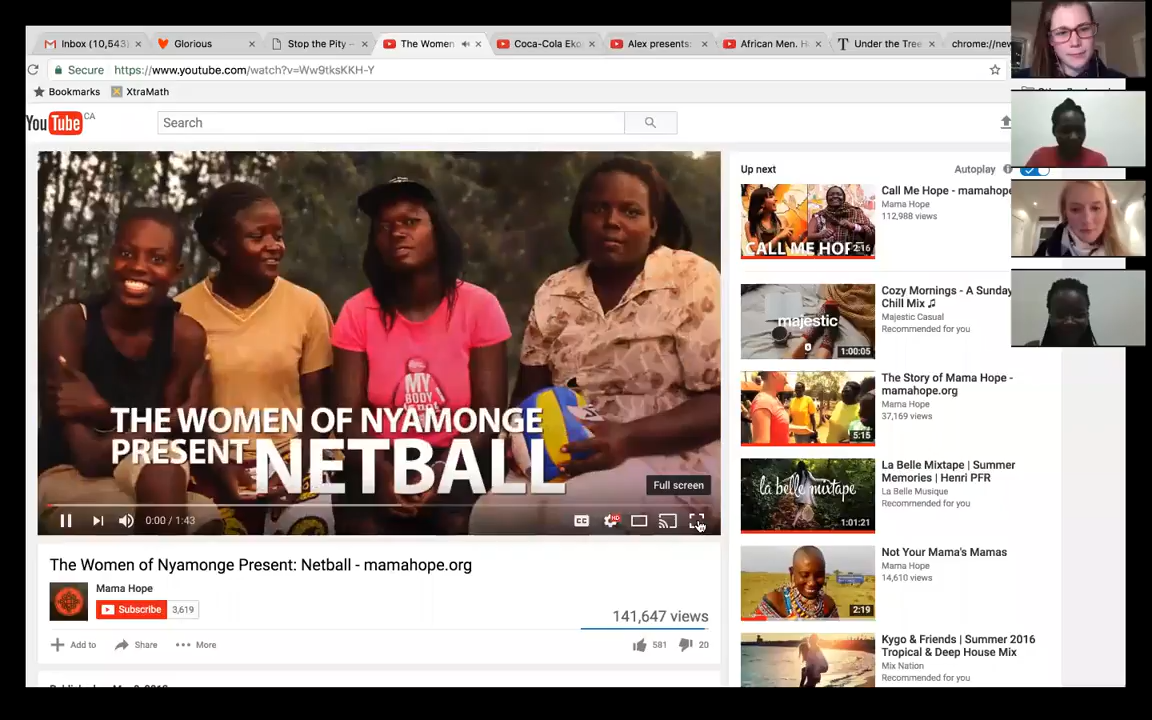 Inbox (10,543)
Glorious
Stop the Pity
The Women
Coca-Cola Eko
Alex presents:
African Men. H
Under the Tree
chrome://new
Secure
https://www.youtube.com/watch?v=Ww9tksKKH-Y
Bookmarks
XtraMath
YouTube CA
Search
THE WOMEN OF NYAMONGE
PRESENT NETBALL
Full screen
0:00 / 1:43
CC
HD
The Women of Nyamonge Present: Netball - mamahope.org
Mama Hope
Subscribe 3,619
141,647 views
Add to
Share
More
581
20
Up next
Autoplay
CALL ME HOP
2:16
Call Me Hope - mamahope
Mama Hope
112,988 views
majestic
1:00:05
Cozy Mornings - A Sunday
Chill Mix ♫
Majestic Casual
Recommended for you
5:15
The Story of Mama Hope -
mamahope.org
Mama Hope
37,169 views
la belle mixtape
1:01:21
La Belle Mixtape | Summer
Memories | Henri PFR
La Belle Musique
Recommended for you
2:19
Not Your Mama's Mamas
Mama Hope
14,610 views
Kygo & Friends | Summer 2016
Tropical & Deep House Mix
Mix Nation
Recommended for you